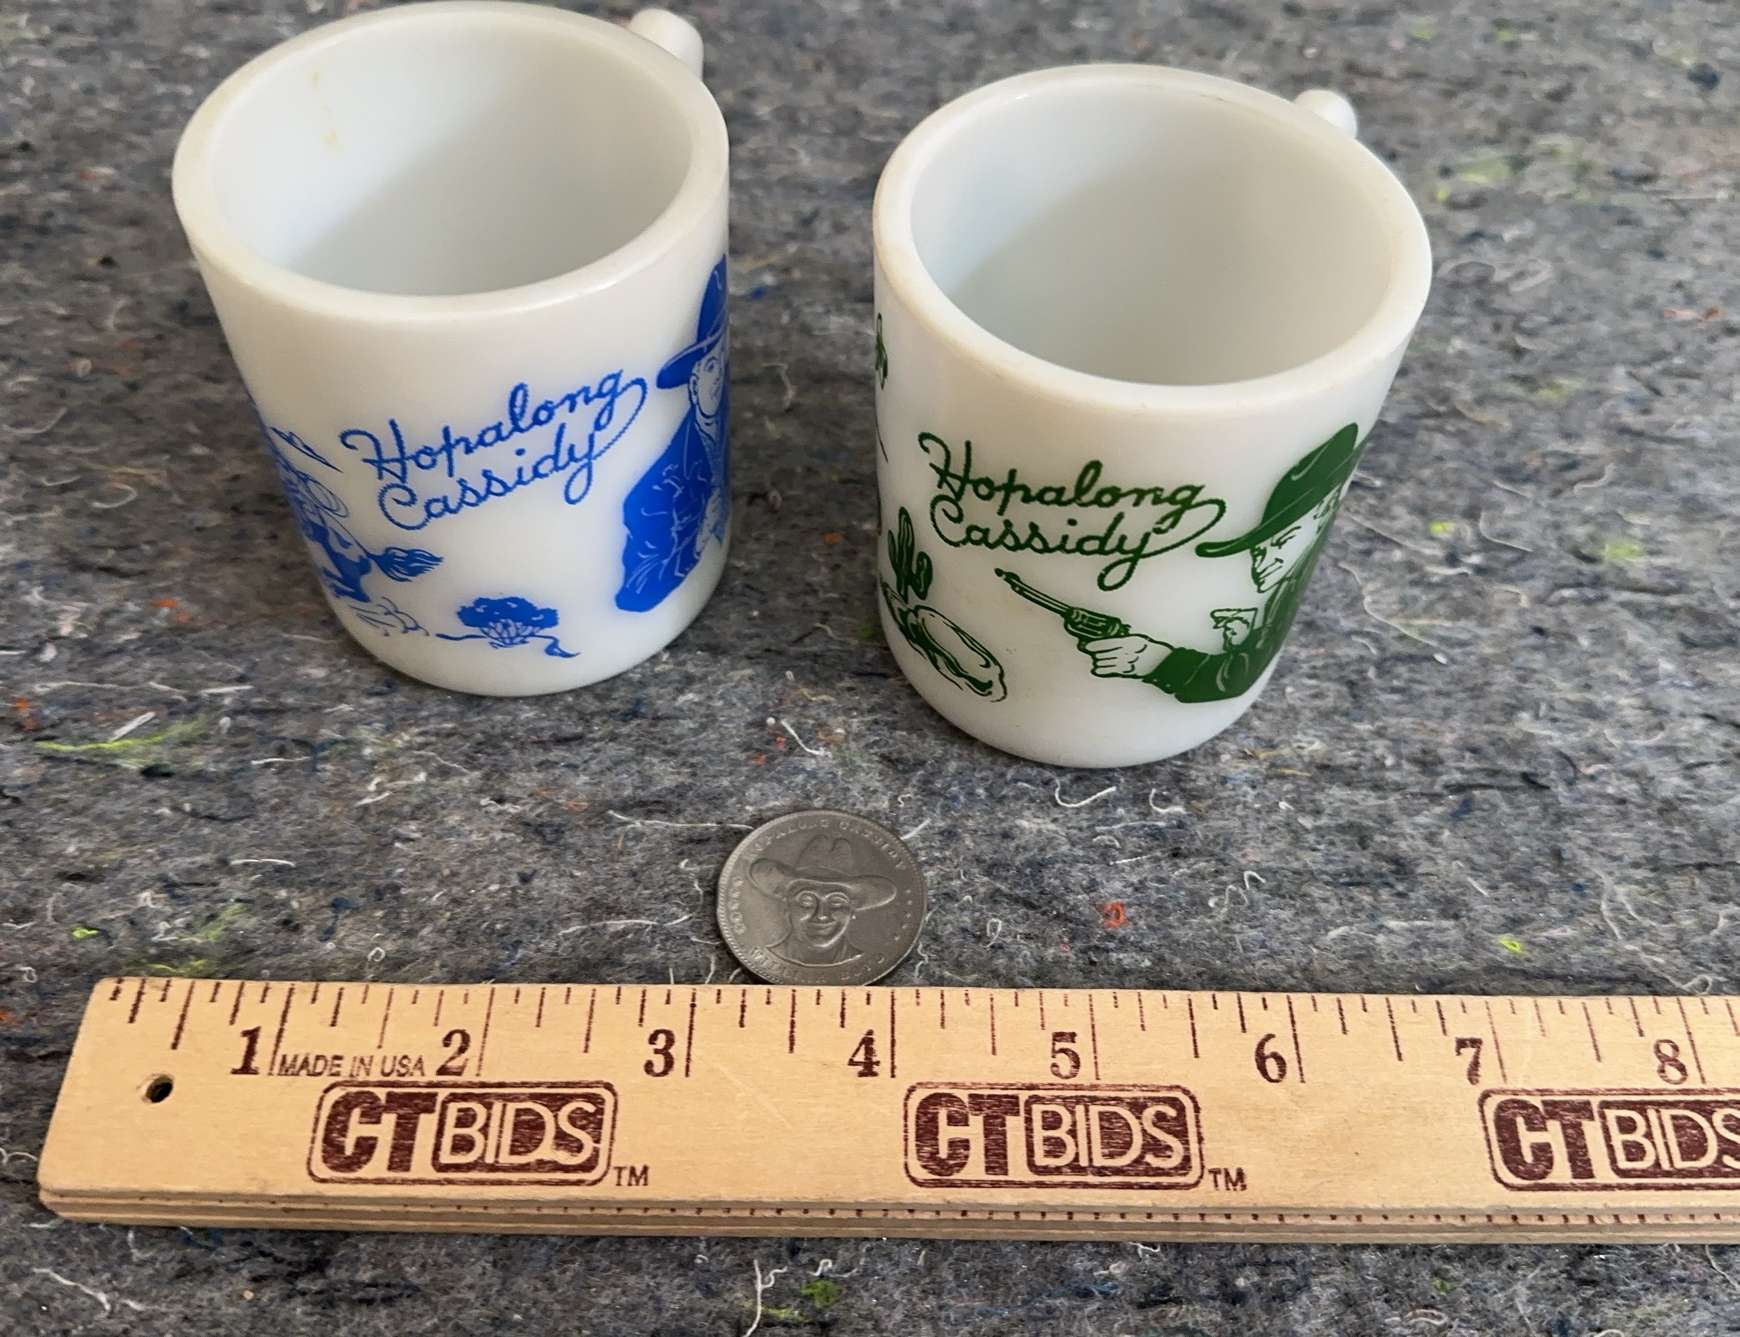 Hopalong
Cassidy
Hopalong
Cassidy
1 2 3 4 5 6 7 8
MADE IN USA
CTBIDS TM CTBIDS TM CTBIDS